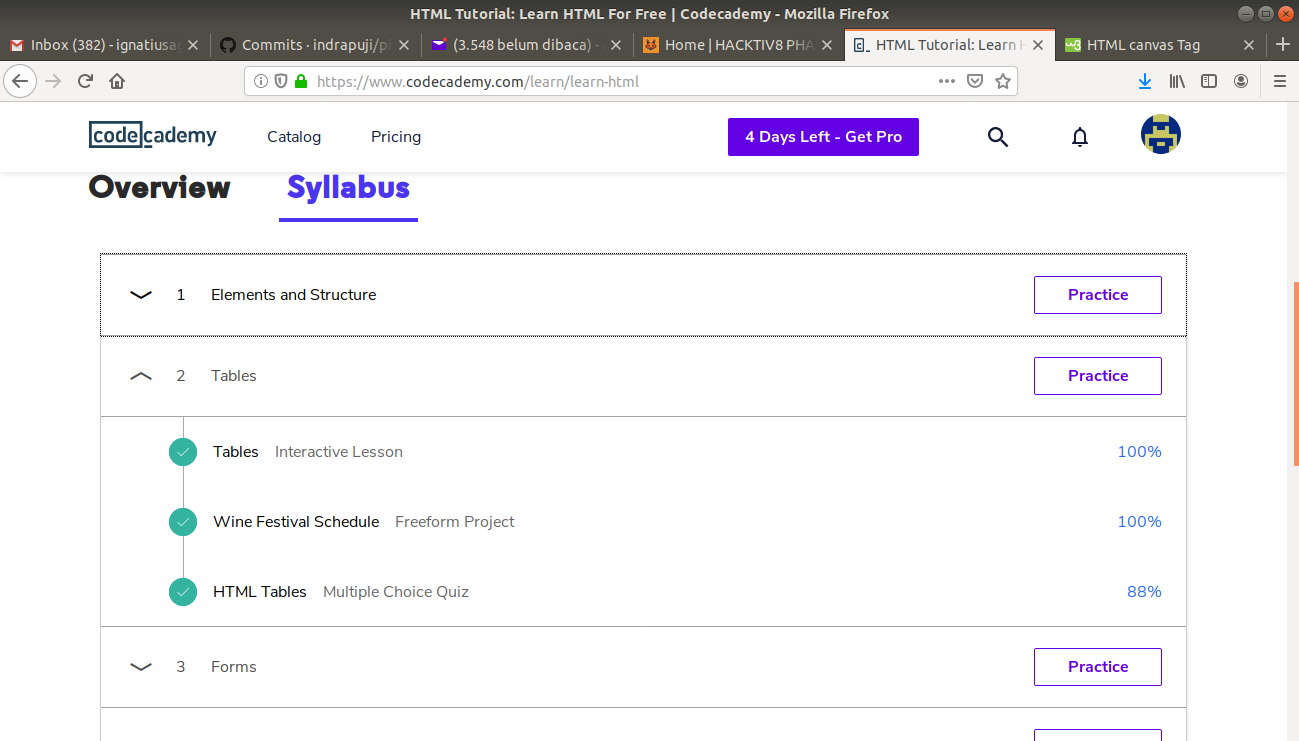 HTML Tutorial: Learn HTML For Free | Codecademy - Mozilla Firefox
Inbox (382) - ignatiusa
Commits · indrapuji/p
(3.548 belum dibaca) -
Home | HACKTIV8 PHA
HTML Tutorial: Learn H
HTML canvas Tag
https://www.codecademy.com/learn/learn-html
codecademy
Catalog
Pricing
4 Days Left - Get Pro
Overview
Syllabus
1 Elements and Structure Practice
2 Tables Practice
Tables Interactive Lesson 100%
Wine Festival Schedule Freeform Project 100%
HTML Tables Multiple Choice Quiz 88%
3 Forms Practice